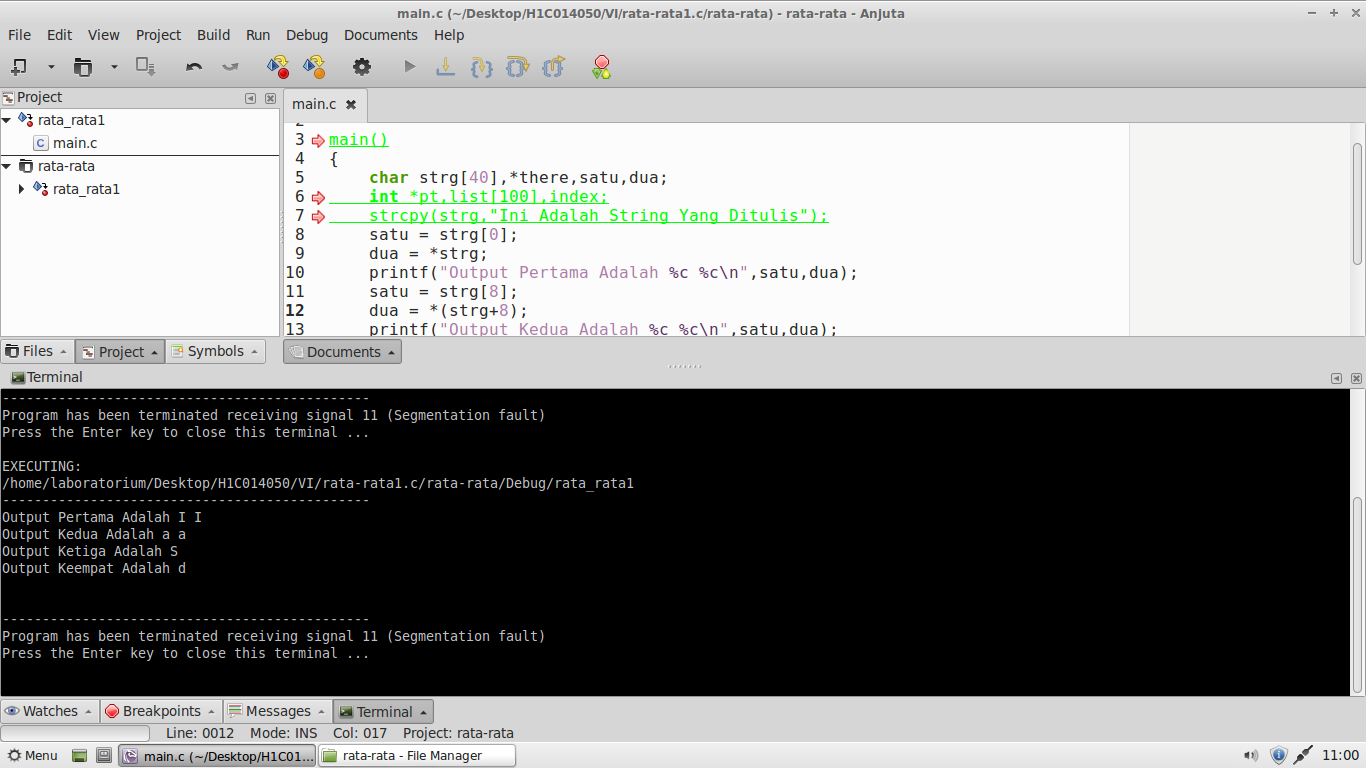 main.c (~/Desktop/H1C014050/VI/rata-rata1.c/rata-rata) - rata-rata - Anjuta
File Edit View Project Build Run Debug Documents Help
Project
main.c
rata_rata1
main.c
rata-rata
rata_rata1
3 main()
4 {
5 char strg[40],*there,satu,dua;
6 int *pt,list[100],index;
7 strcpy(strg,"Ini Adalah String Yang Ditulis");
8 satu = strg[0];
9 dua = *strg;
10 printf("Output Pertama Adalah %c %c\n",satu,dua);
11 satu = strg[8];
12 dua = *(strg+8);
13 printf("Output Kedua Adalah %c %c\n",satu,dua);
Files Project Symbols Documents
Terminal
----------------------------------------------
Program has been terminated receiving signal 11 (Segmentation fault)
Press the Enter key to close this terminal ...
EXECUTING:
/home/laboratorium/Desktop/H1C014050/VI/rata-rata1.c/rata-rata/Debug/rata_rata1
----------------------------------------------
Output Pertama Adalah I I
Output Kedua Adalah a a
Output Ketiga Adalah S
Output Keempat Adalah d
----------------------------------------------
Program has been terminated receiving signal 11 (Segmentation fault)
Press the Enter key to close this terminal ...
Watches Breakpoints Messages Terminal
Line: 0012 Mode: INS Col: 017 Project: rata-rata
Menu main.c (~/Desktop/H1C01... rata-rata - File Manager 11:00